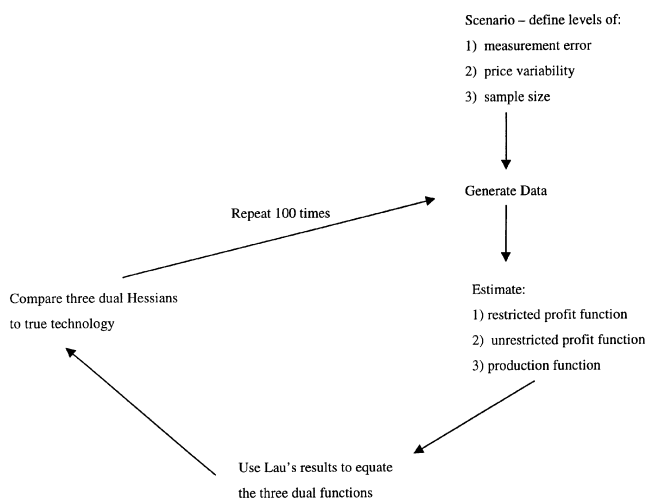 Scenario – define levels of:
1) measurement error
2) price variability
3) sample size
Generate Data
Repeat 100 times
Estimate:
1) restricted profit function
2) unrestricted profit function
3) production function
Use Lau's results to equate
the three dual functions
Compare three dual Hessians
to true technology